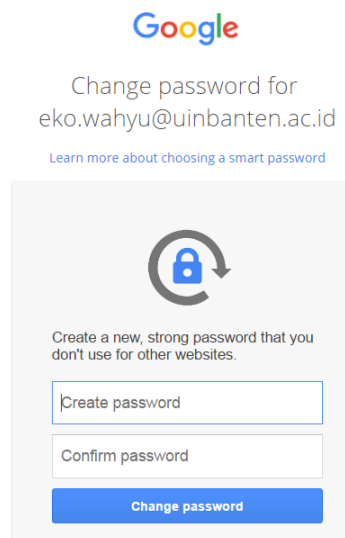 Google
Change password for
eko.wahyu@uinbanten.ac.id
Learn more about choosing a smart password
Create a new, strong password that you
don't use for other websites.
Create password
Confirm password
Change password